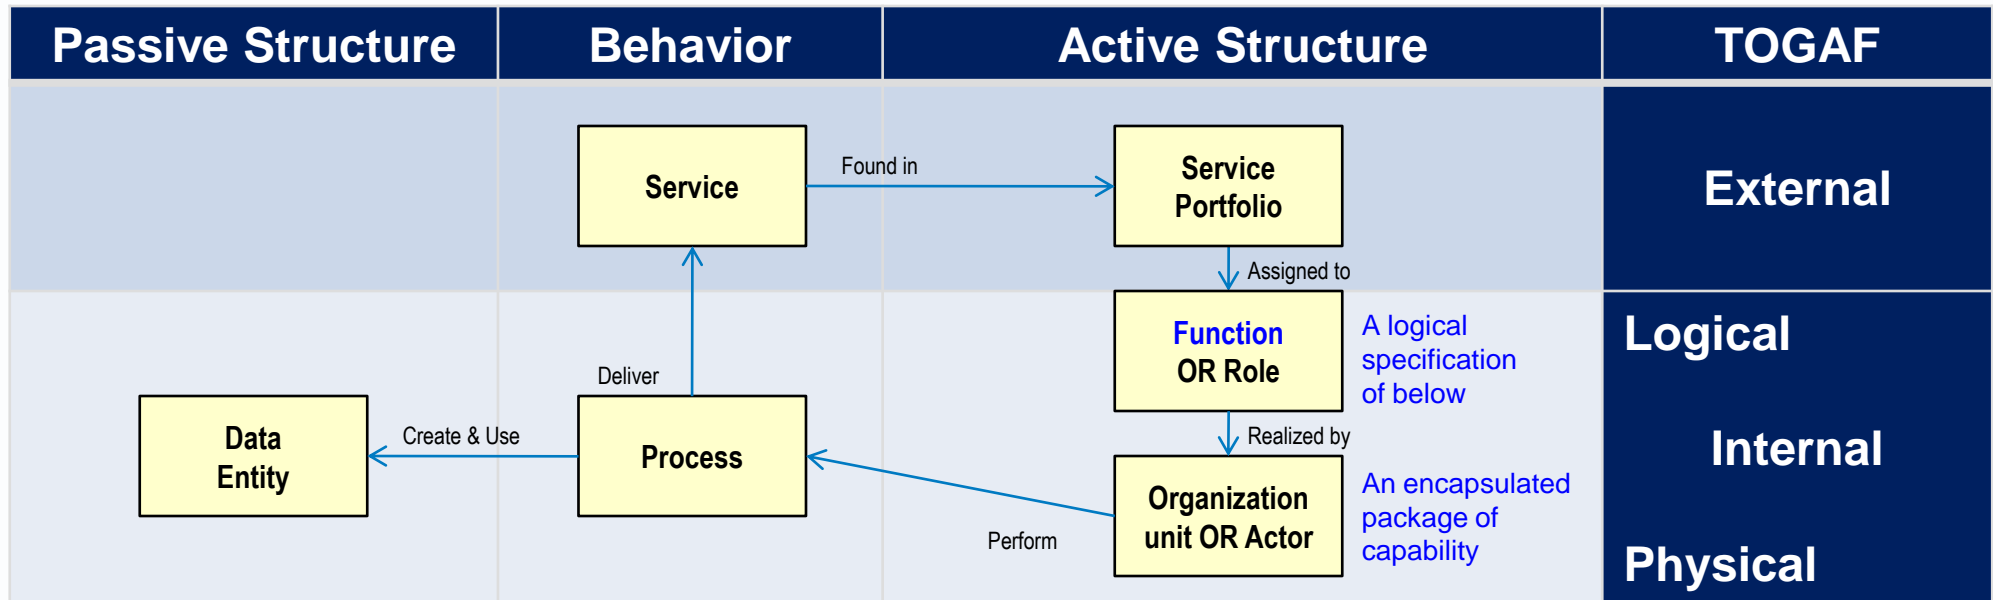 Passive Structure
Behavior
Active Structure
TOGAF
Service
Found in
Service
Portfolio
External
Assigned to
Function
OR Role
A logical
specification
of below
Logical
Deliver
Data
Entity
Create & Use
Process
Realized by
Internal
Perform
Organization
unit OR Actor
An encapsulated
package of
capability
Physical